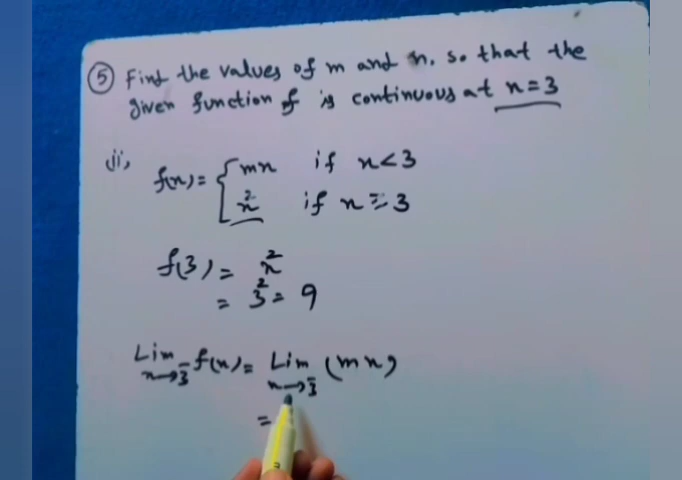 ⑤ Find the values of m and n, so that the
given function f is continuous at x=3
(ii) f(x)= { mx if x<3
x² if x≥3
f(3)= x²
= 3²= 9
Lim x→3⁻ f(x)= Lim x→3⁻ (mx)
=